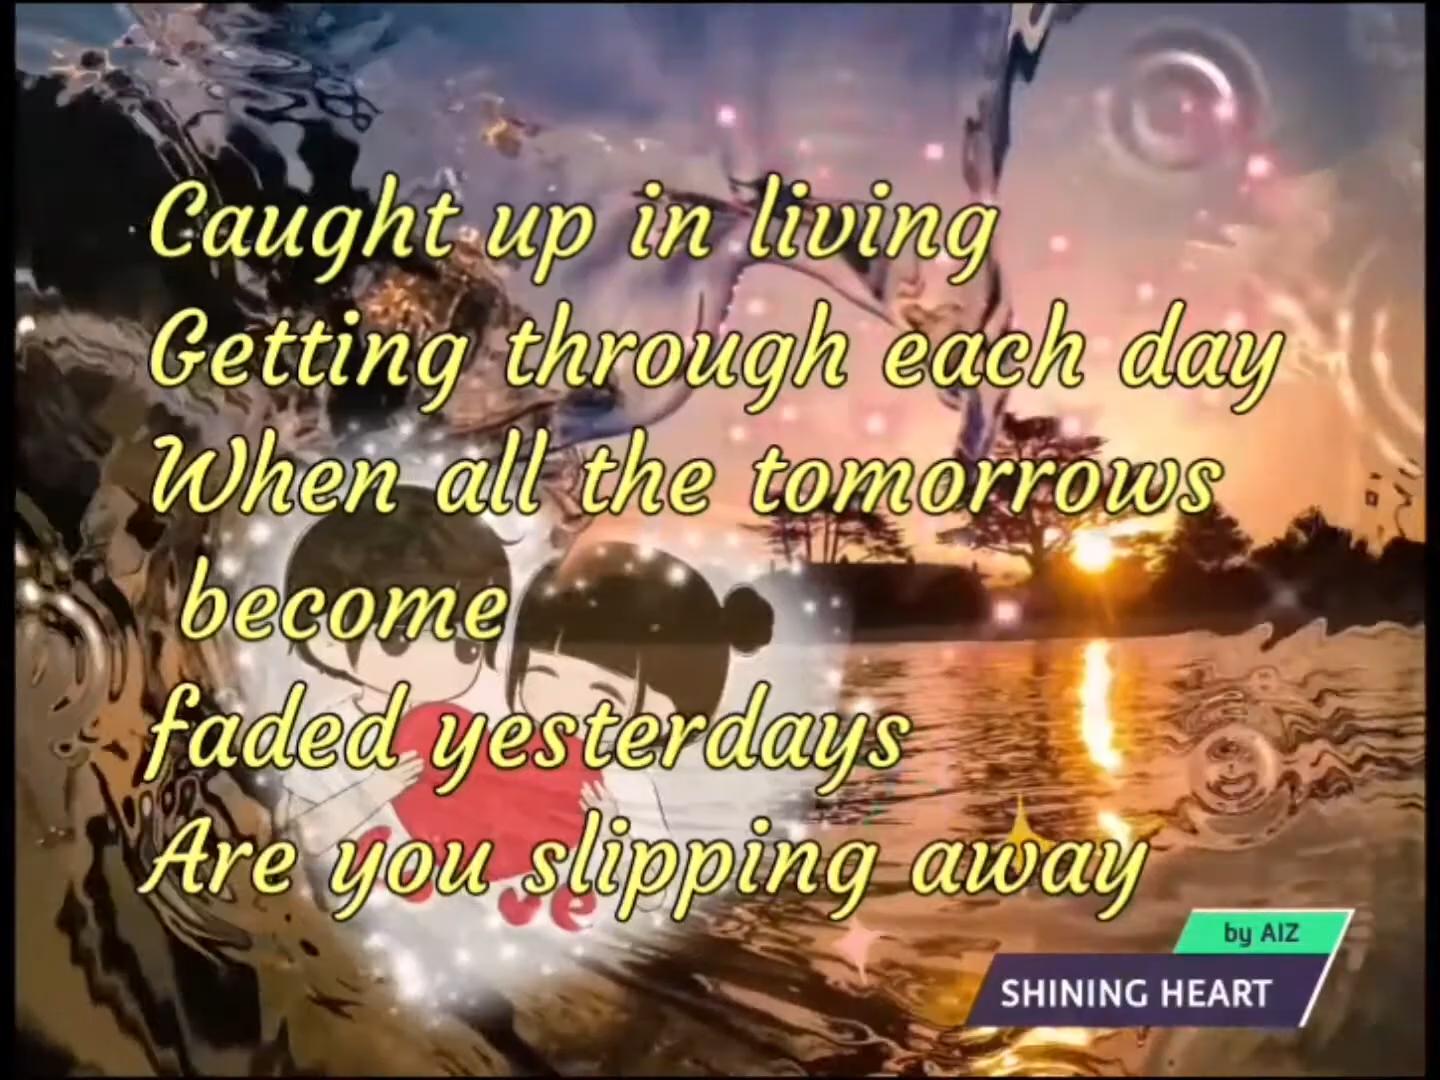 Caught up in living
Getting through each day
When all the tomorrows
become
faded yesterdays
Are you slipping away
Love
by AIZ
SHINING HEART